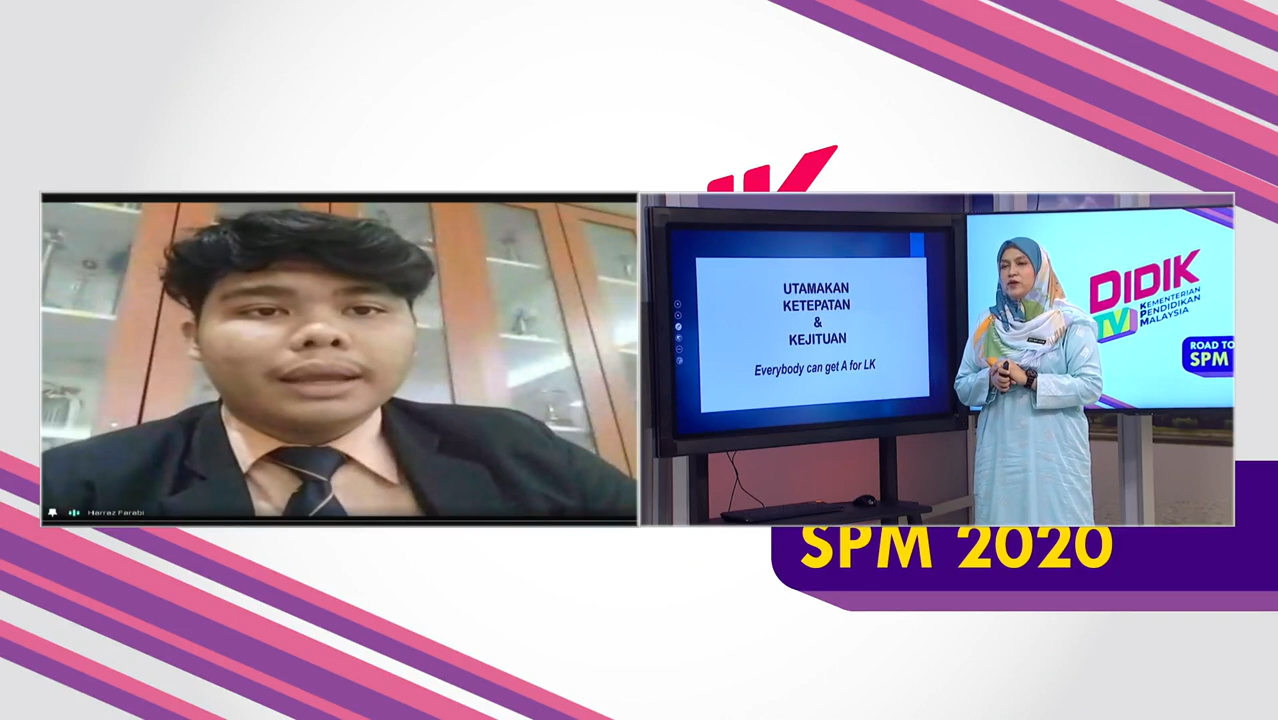 UTAMAKAN
KETEPATAN
&
KEJITUAN
Everybody can get A for LK
DIDIK
TV
KEMENTERIAN
PENDIDIKAN
MALAYSIA
ROAD TO
SPM
Harraz Farabi
SPM 2020